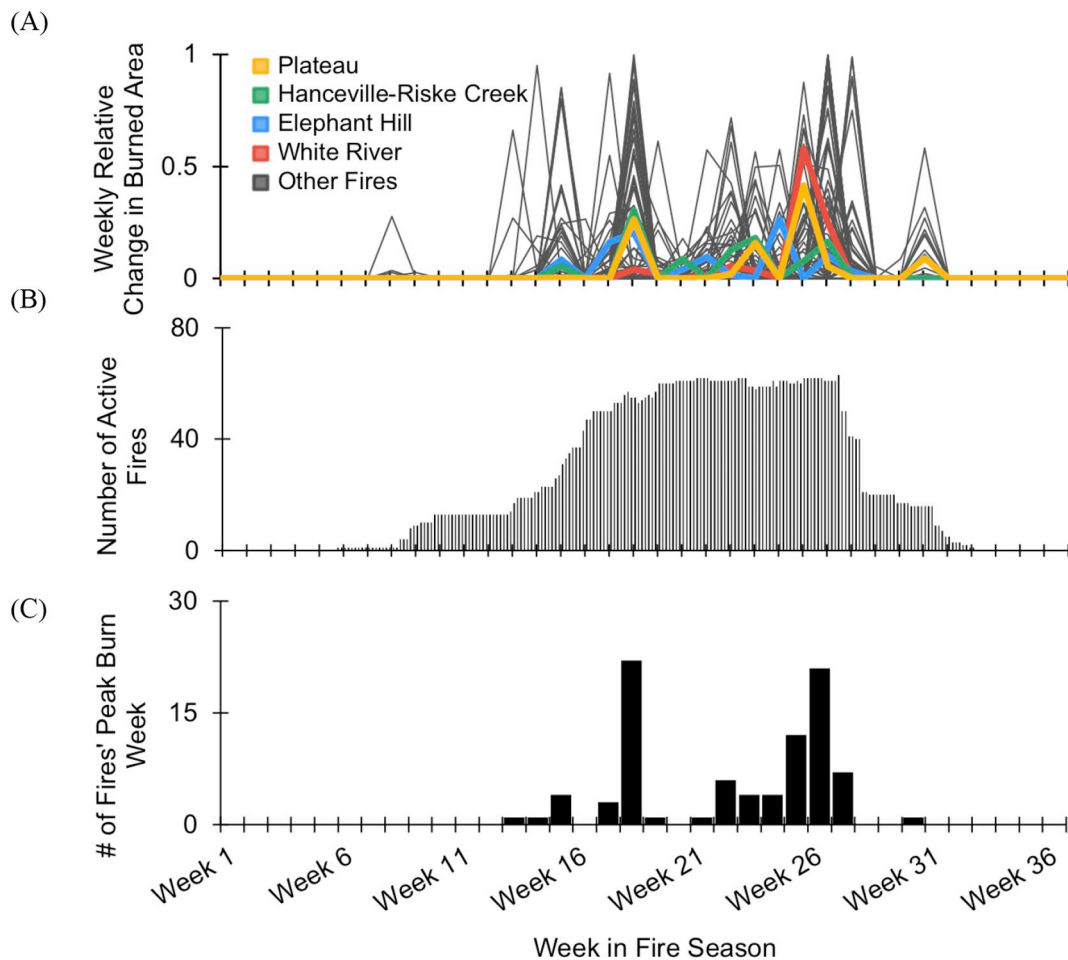 (A)
Weekly Relative
Change in Burned Area
1
0.5
0
Plateau
Hanceville-Riske Creek
Elephant Hill
White River
Other Fires
(B)
Number of Active
Fires
80
40
0
(C)
# of Fires' Peak Burn
Week
30
15
0
Week 1
Week 6
Week 11
Week 16
Week 21
Week 26
Week 31
Week 36
Week in Fire Season